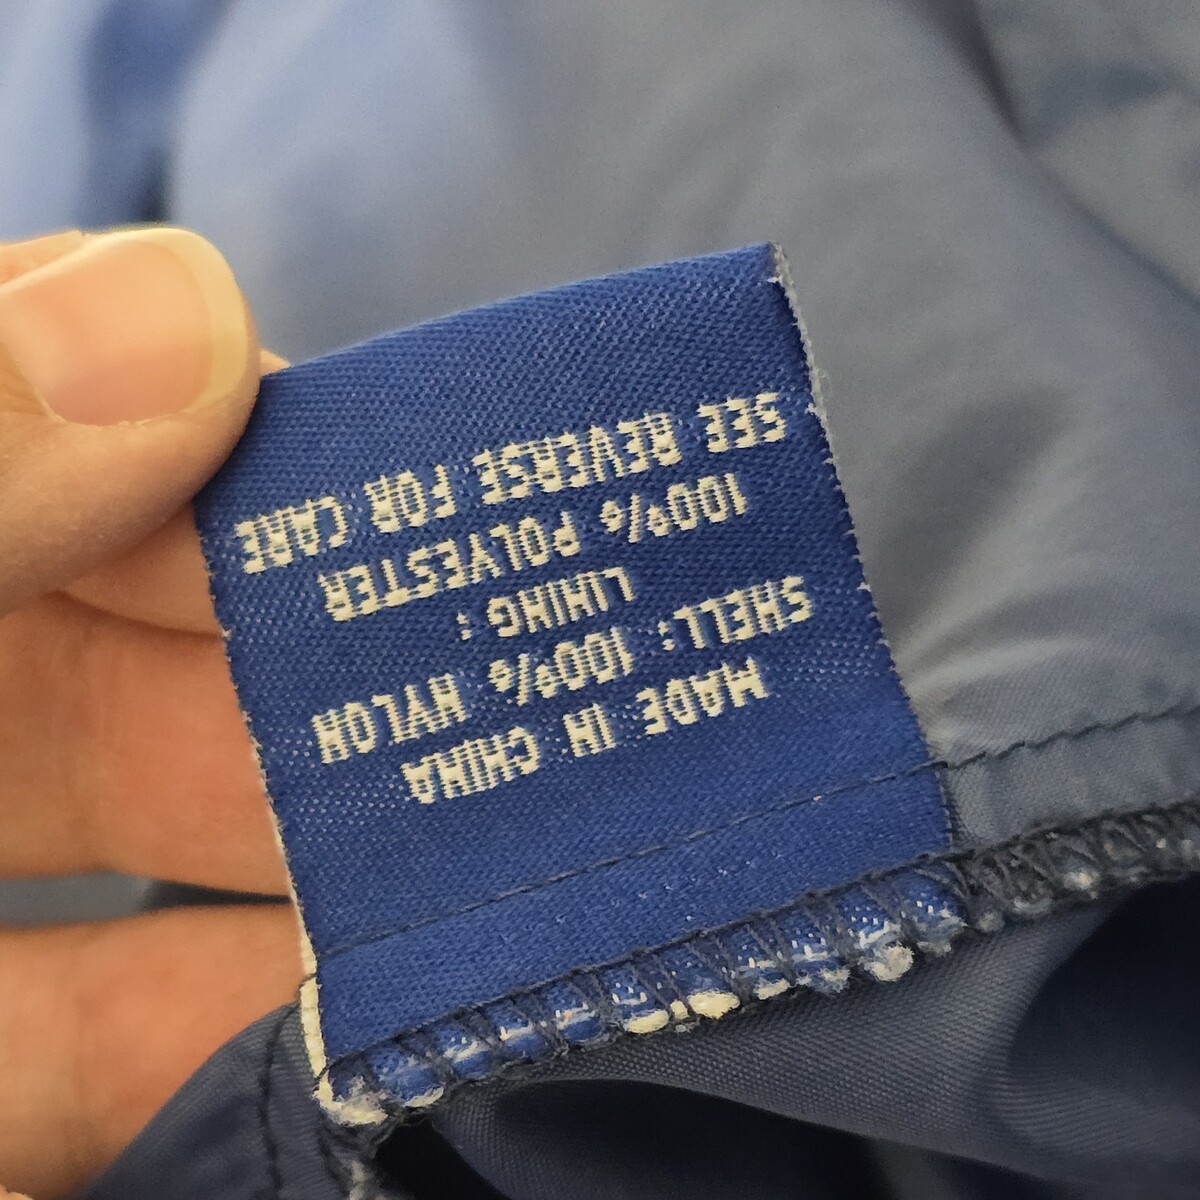 MADE IN CHINA
SHELL: 100% NYLON
LINING:
100% POLYESTER
SEE REVERSE FOR CARE